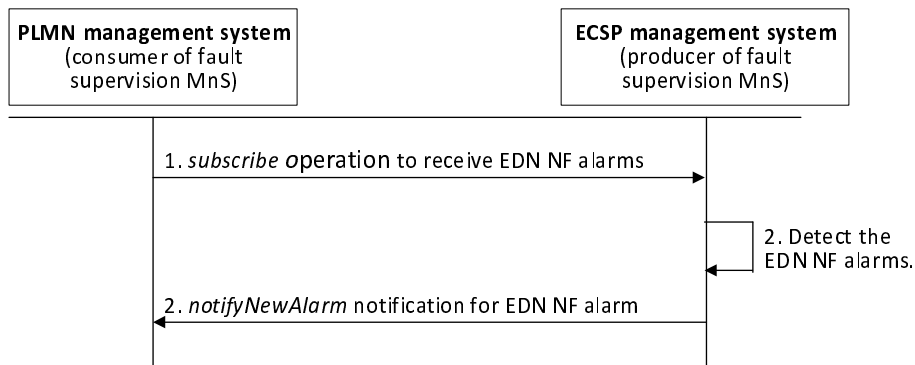 PLMN management system
(consumer of fault
supervision MnS)
ECSP management system
(producer of fault
supervision MnS)
1. subscribe operation to receive EDN NF alarms
2. Detect the
EDN NF alarms.
2. notifyNewAlarm notification for EDN NF alarm